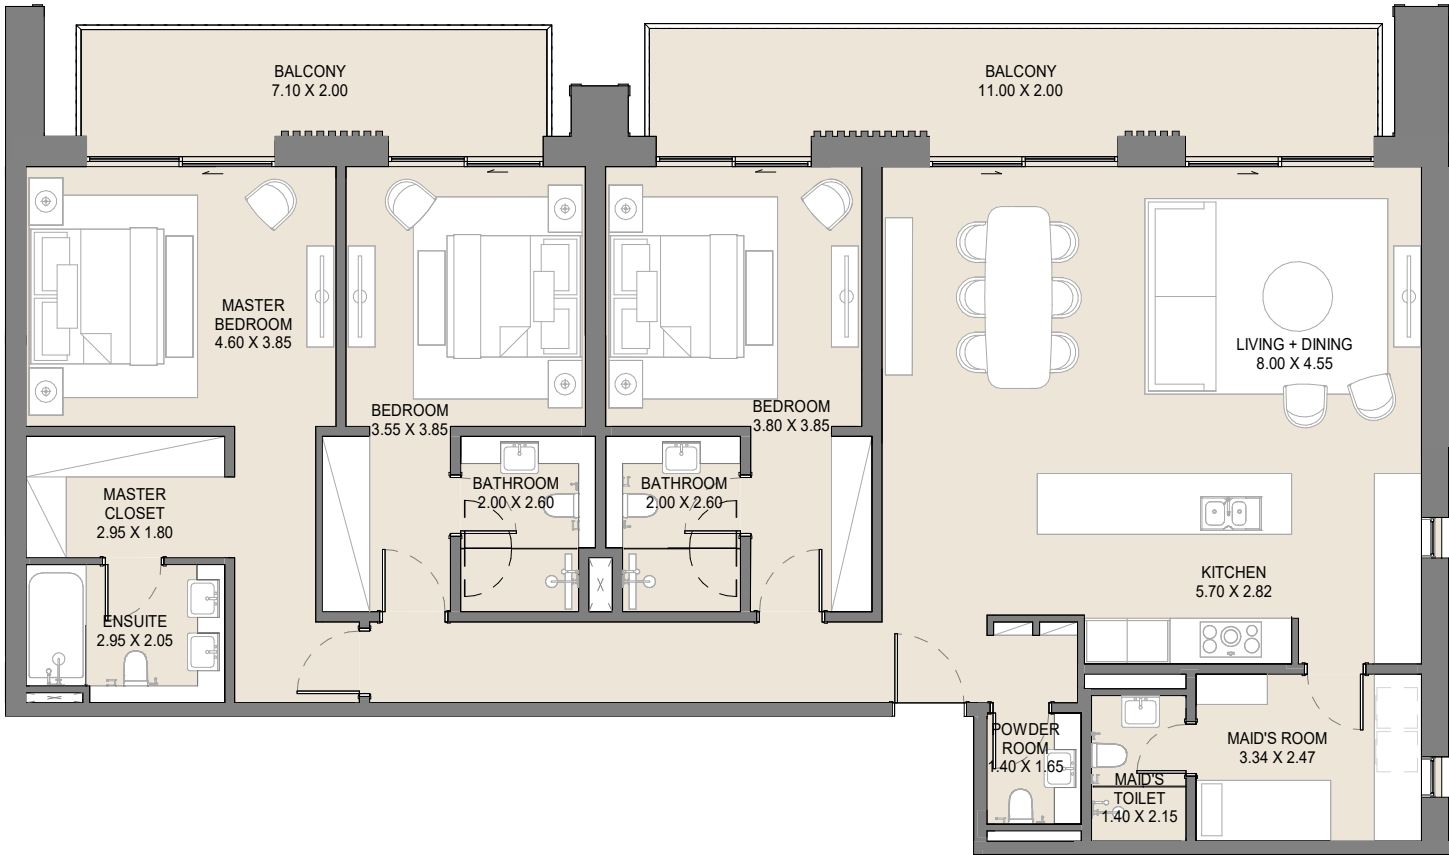 BALCONY
7.10 X 2.00
BALCONY
11.00 X 2.00
MASTER
BEDROOM
4.60 X 3.85
BEDROOM
3.55 X 3.85
BEDROOM
3.80 X 3.85
LIVING + DINING
8.00 X 4.55
MASTER
CLOSET
2.95 X 1.80
BATHROOM
2.00 X 2.60
BATHROOM
2.00 X 2.60
KITCHEN
5.70 X 2.82
ENSUITE
2.95 X 2.05
POWDER
ROOM
1.40 X 1.65
MAID'S
TOILET
1.40 X 2.15
MAID'S ROOM
3.34 X 2.47